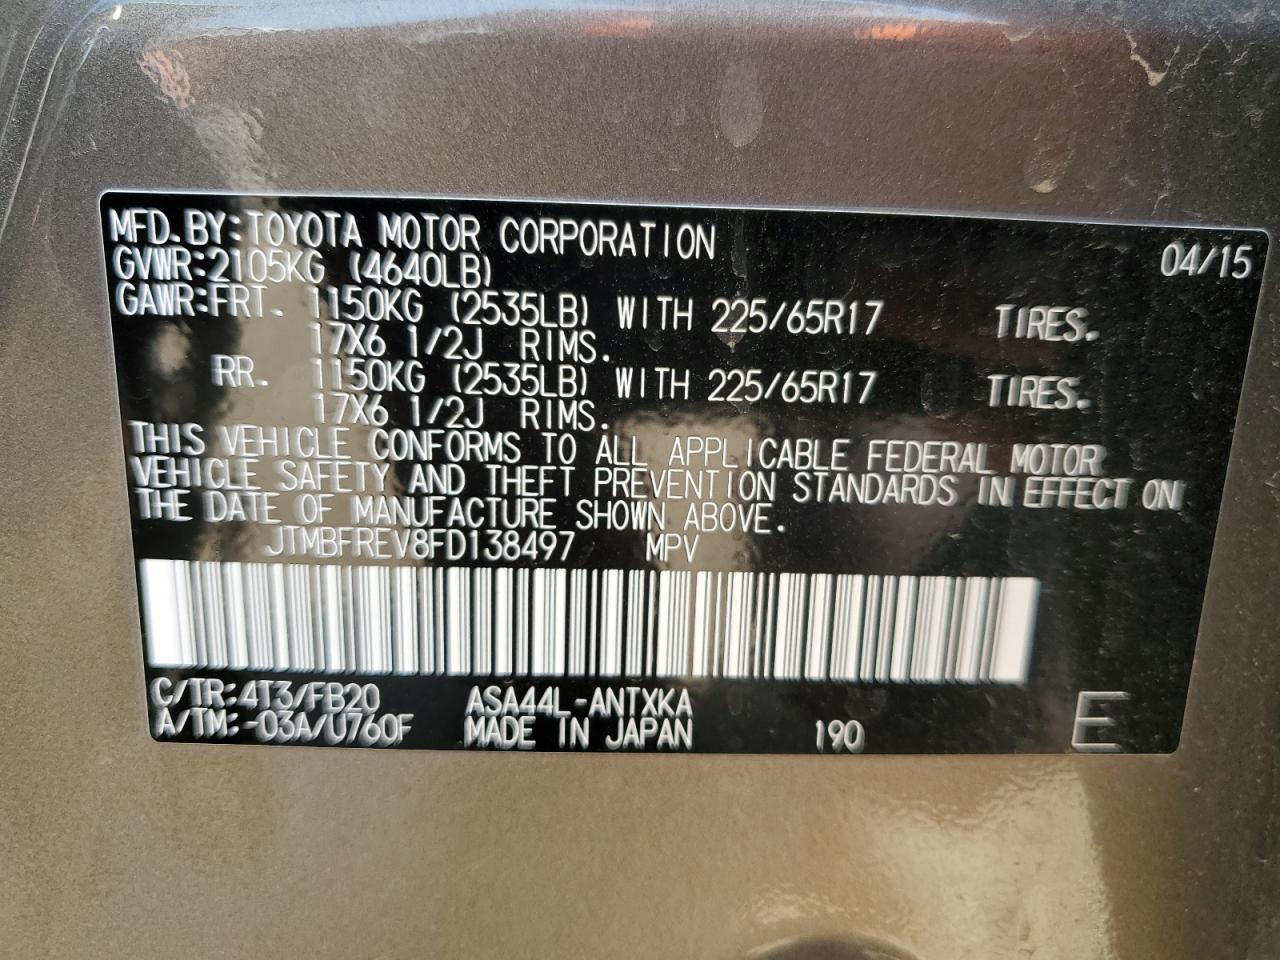 MFD. BY: TOYOTA MOTOR CORPORATION 04/15
GVWR: 2105KG (4640LB)
GAWR: FRT. 1150KG (2535LB) WITH 225/65R17 TIRES.
17X6 1/2J RIMS.
RR. 1150KG (2535LB) WITH 225/65R17 TIRES.
17X6 1/2J RIMS.
THIS VEHICLE CONFORMS TO ALL APPLICABLE FEDERAL MOTOR
VEHICLE SAFETY AND THEFT PREVENTION STANDARDS IN EFFECT ON
THE DATE OF MANUFACTURE SHOWN ABOVE.
JTMBFREV8FD138497 MPV
C/TR: 4T3/FB20 ASA44L-ANTXKA
A/TM: -03A/U760F MADE IN JAPAN 190 E